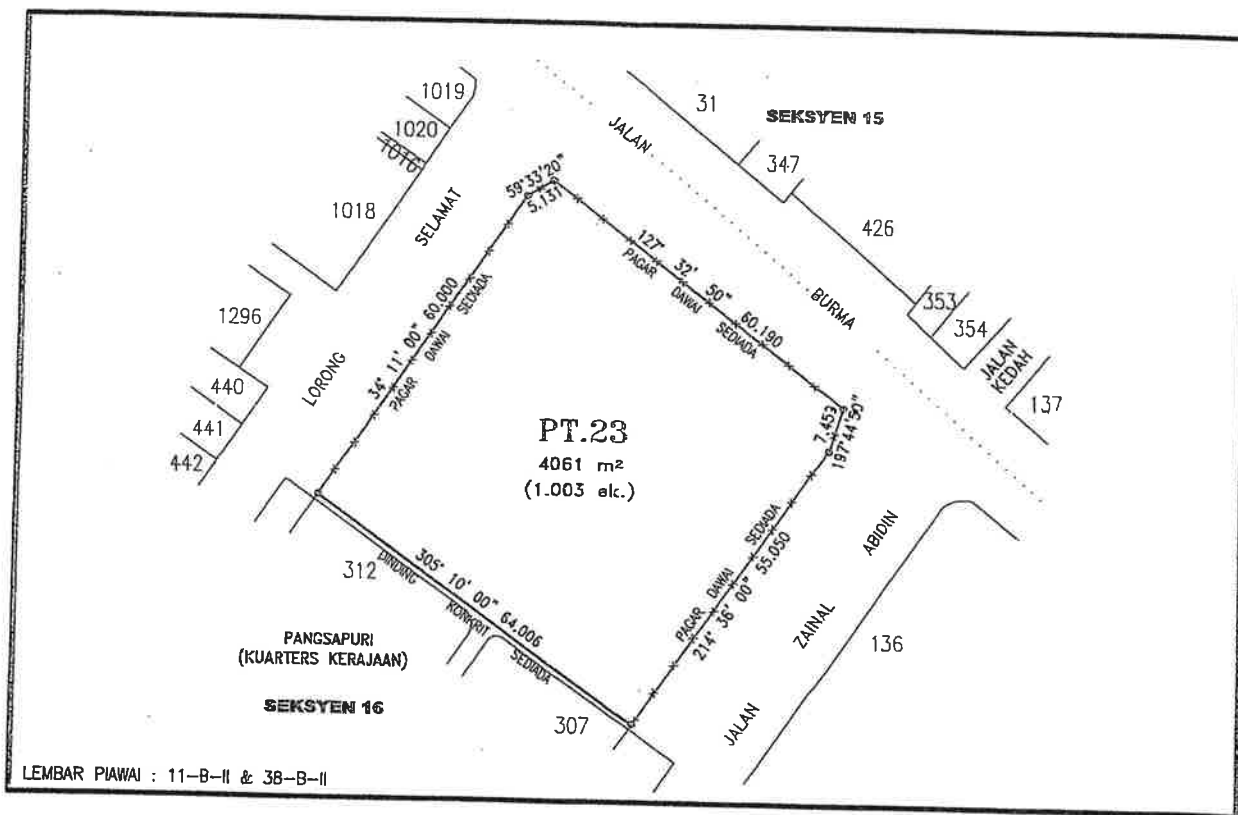 1019
1020
1016
1018
1296
440
441
442
LORONG SELAMAT
31
SEKSYEN 15
347
426
353
354
JALAN
KEDAH
137
JALAN BURMA
59°33'20"
5.131
127° 32' 50" 60.190
PAGAR DAWAI SEDIADA
34° 11' 00" 60.000
PAGAR DAWAI SEDIADA
7.459
197°44'50"
PT.23
4061 m²
(1.003 ek.)
PAGAR DAWAI SEDIADA
214° 36' 00" 55.050
305° 10' 00" 64.006
DINDING KONKRIT SEDIADA
312
PANGSAPURI
(KUARTERS KERAJAAN)
SEKSYEN 16
307
JALAN ZAINAL ABIDIN
136
LEMBAR PIAWAI : 11-B-II & 38-B-II